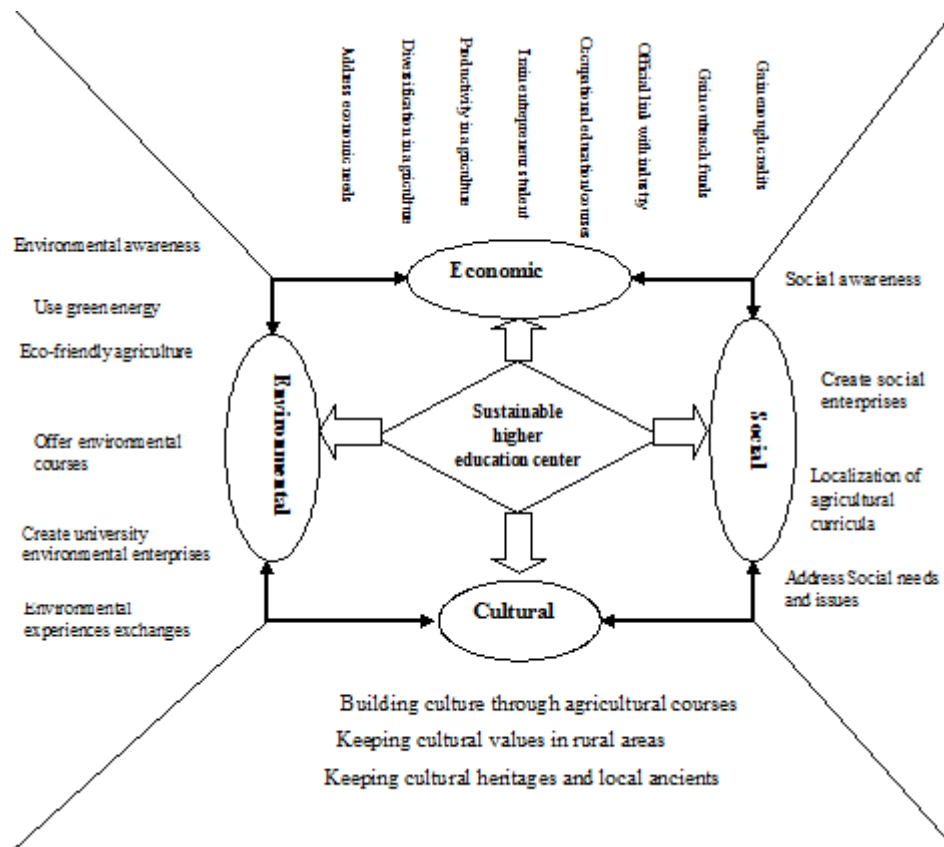 Address economic needs
Diversification in agriculture
Productivity in agriculture
Train entrepreneur student
Occupational education/courses
Official link with industry
Gain outreach funds
Gain enough credits
Environmental awareness
Use green energy
Eco-friendly agriculture
Offer environmental
courses
Create university
environmental enterprises
Environmental
experiences exchanges
Economic
Environmental
Sustainable
higher
education center
Social
Cultural
Social awareness
Create social
enterprises
Localization of
agricultural
curricula
Address Social needs
and issues
Building culture through agricultural courses
Keeping cultural values in rural areas
Keeping cultural heritages and local ancients